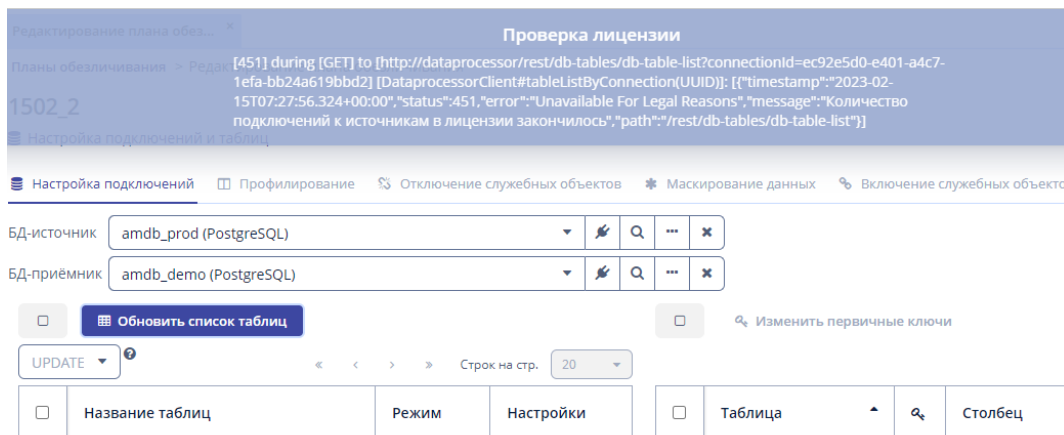 Редактирование плана обез... *
Проверка лицензии
Планы обезличивания > Редак
[451] during [GET] to [http://dataprocessor/rest/db-tables/db-table-list?connectionId=ec92e5d0-e401-a4c7-
1efa-bb24a619bbd2] [DataprocessorClient#tableListByConnection(UUID)]: [{"timestamp":"2023-02-
15T07:27:56.324+00:00","status":451,"error":"Unavailable For Legal Reasons","message":"Количество
подключений к источникам в лицензии закончилось","path":"/rest/db-tables/db-table-list"}]
1502_2
Настройка подключений и таблиц
Настройка подключений Профилирование Отключение служебных объектов Маскирование данных Включение служебных объекто
БД-источник amdb_prod (PostgreSQL)
БД-приёмник amdb_demo (PostgreSQL)
Обновить список таблиц Изменить первичные ключи
UPDATE « < > » Строк на стр. 20
Название таблиц Режим Настройки Таблица Столбец